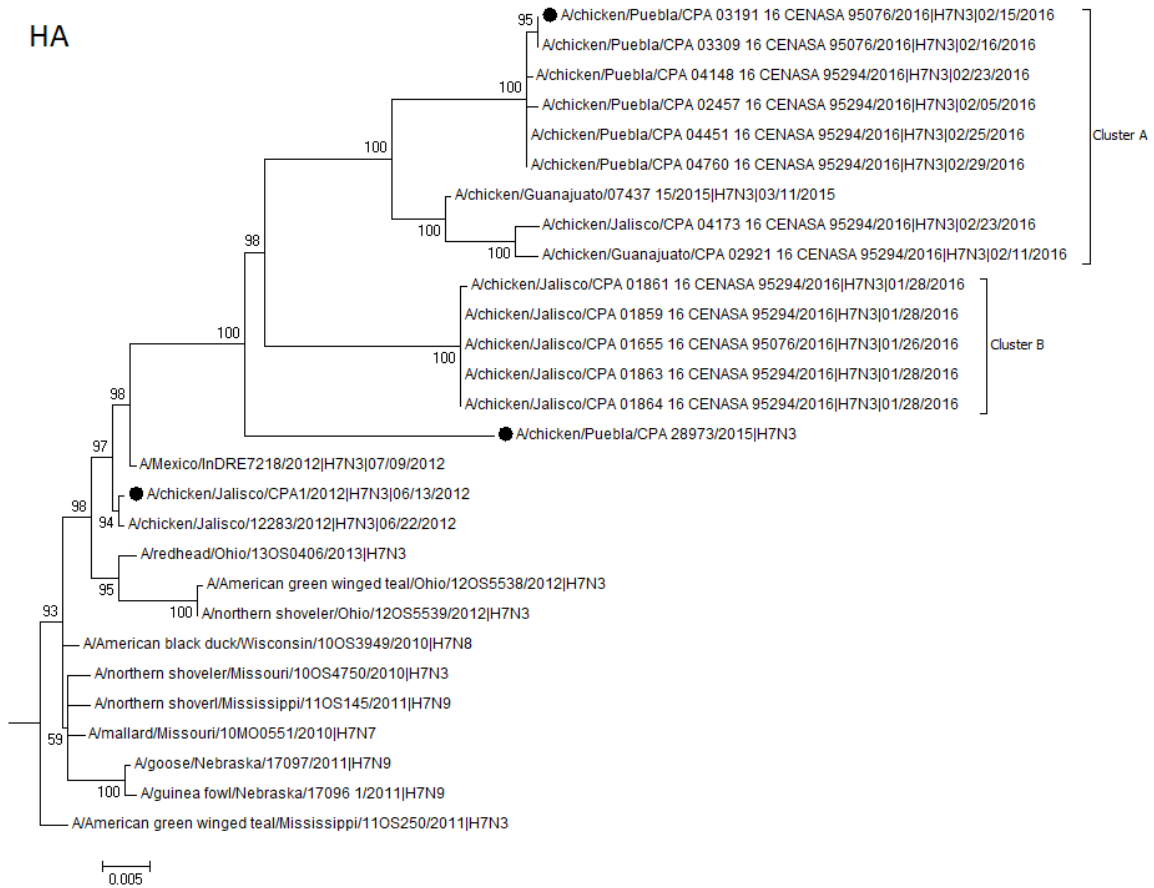 HA
95
A/chicken/Puebla/CPA 03191 16 CENASA 95076/2016|H7N3|02/15/2016
A/chicken/Puebla/CPA 03309 16 CENASA 95076/2016|H7N3|02/16/2016
A/chicken/Puebla/CPA 04148 16 CENASA 95294/2016|H7N3|02/23/2016
100
A/chicken/Puebla/CPA 02457 16 CENASA 95294/2016|H7N3|02/05/2016
A/chicken/Puebla/CPA 04451 16 CENASA 95294/2016|H7N3|02/25/2016
Cluster A
100
A/chicken/Puebla/CPA 04760 16 CENASA 95294/2016|H7N3|02/29/2016
A/chicken/Guanajuato/07437 15/2015|H7N3|03/11/2015
100
A/chicken/Jalisco/CPA 04173 16 CENASA 95294/2016|H7N3|02/23/2016
98
100
A/chicken/Guanajuato/CPA 02921 16 CENASA 95294/2016|H7N3|02/11/2016
A/chicken/Jalisco/CPA 01861 16 CENASA 95294/2016|H7N3|01/28/2016
A/chicken/Jalisco/CPA 01859 16 CENASA 95294/2016|H7N3|01/28/2016
100
A/chicken/Jalisco/CPA 01655 16 CENASA 95076/2016|H7N3|01/26/2016
Cluster B
100
A/chicken/Jalisco/CPA 01863 16 CENASA 95294/2016|H7N3|01/28/2016
98
A/chicken/Jalisco/CPA 01864 16 CENASA 95294/2016|H7N3|01/28/2016
A/chicken/Puebla/CPA 28973/2015|H7N3
97
A/Mexico/InDRE7218/2012|H7N3|07/09/2012
A/chicken/Jalisco/CPA1/2012|H7N3|06/13/2012
98
94
A/chicken/Jalisco/12283/2012|H7N3|06/22/2012
A/redhead/Ohio/13OS0406/2013|H7N3
95
A/American green winged teal/Ohio/12OS5538/2012|H7N3
93
100
A/northern shoveler/Ohio/12OS5539/2012|H7N3
A/American black duck/Wisconsin/10OS3949/2010|H7N8
A/northern shoveler/Missouri/10OS4750/2010|H7N3
A/northern shoverl/Mississippi/11OS145/2011|H7N9
59
A/mallard/Missouri/10MO0551/2010|H7N7
A/goose/Nebraska/17097/2011|H7N9
100
A/guinea fowl/Nebraska/17096 1/2011|H7N9
A/American green winged teal/Mississippi/11OS250/2011|H7N3
0.005